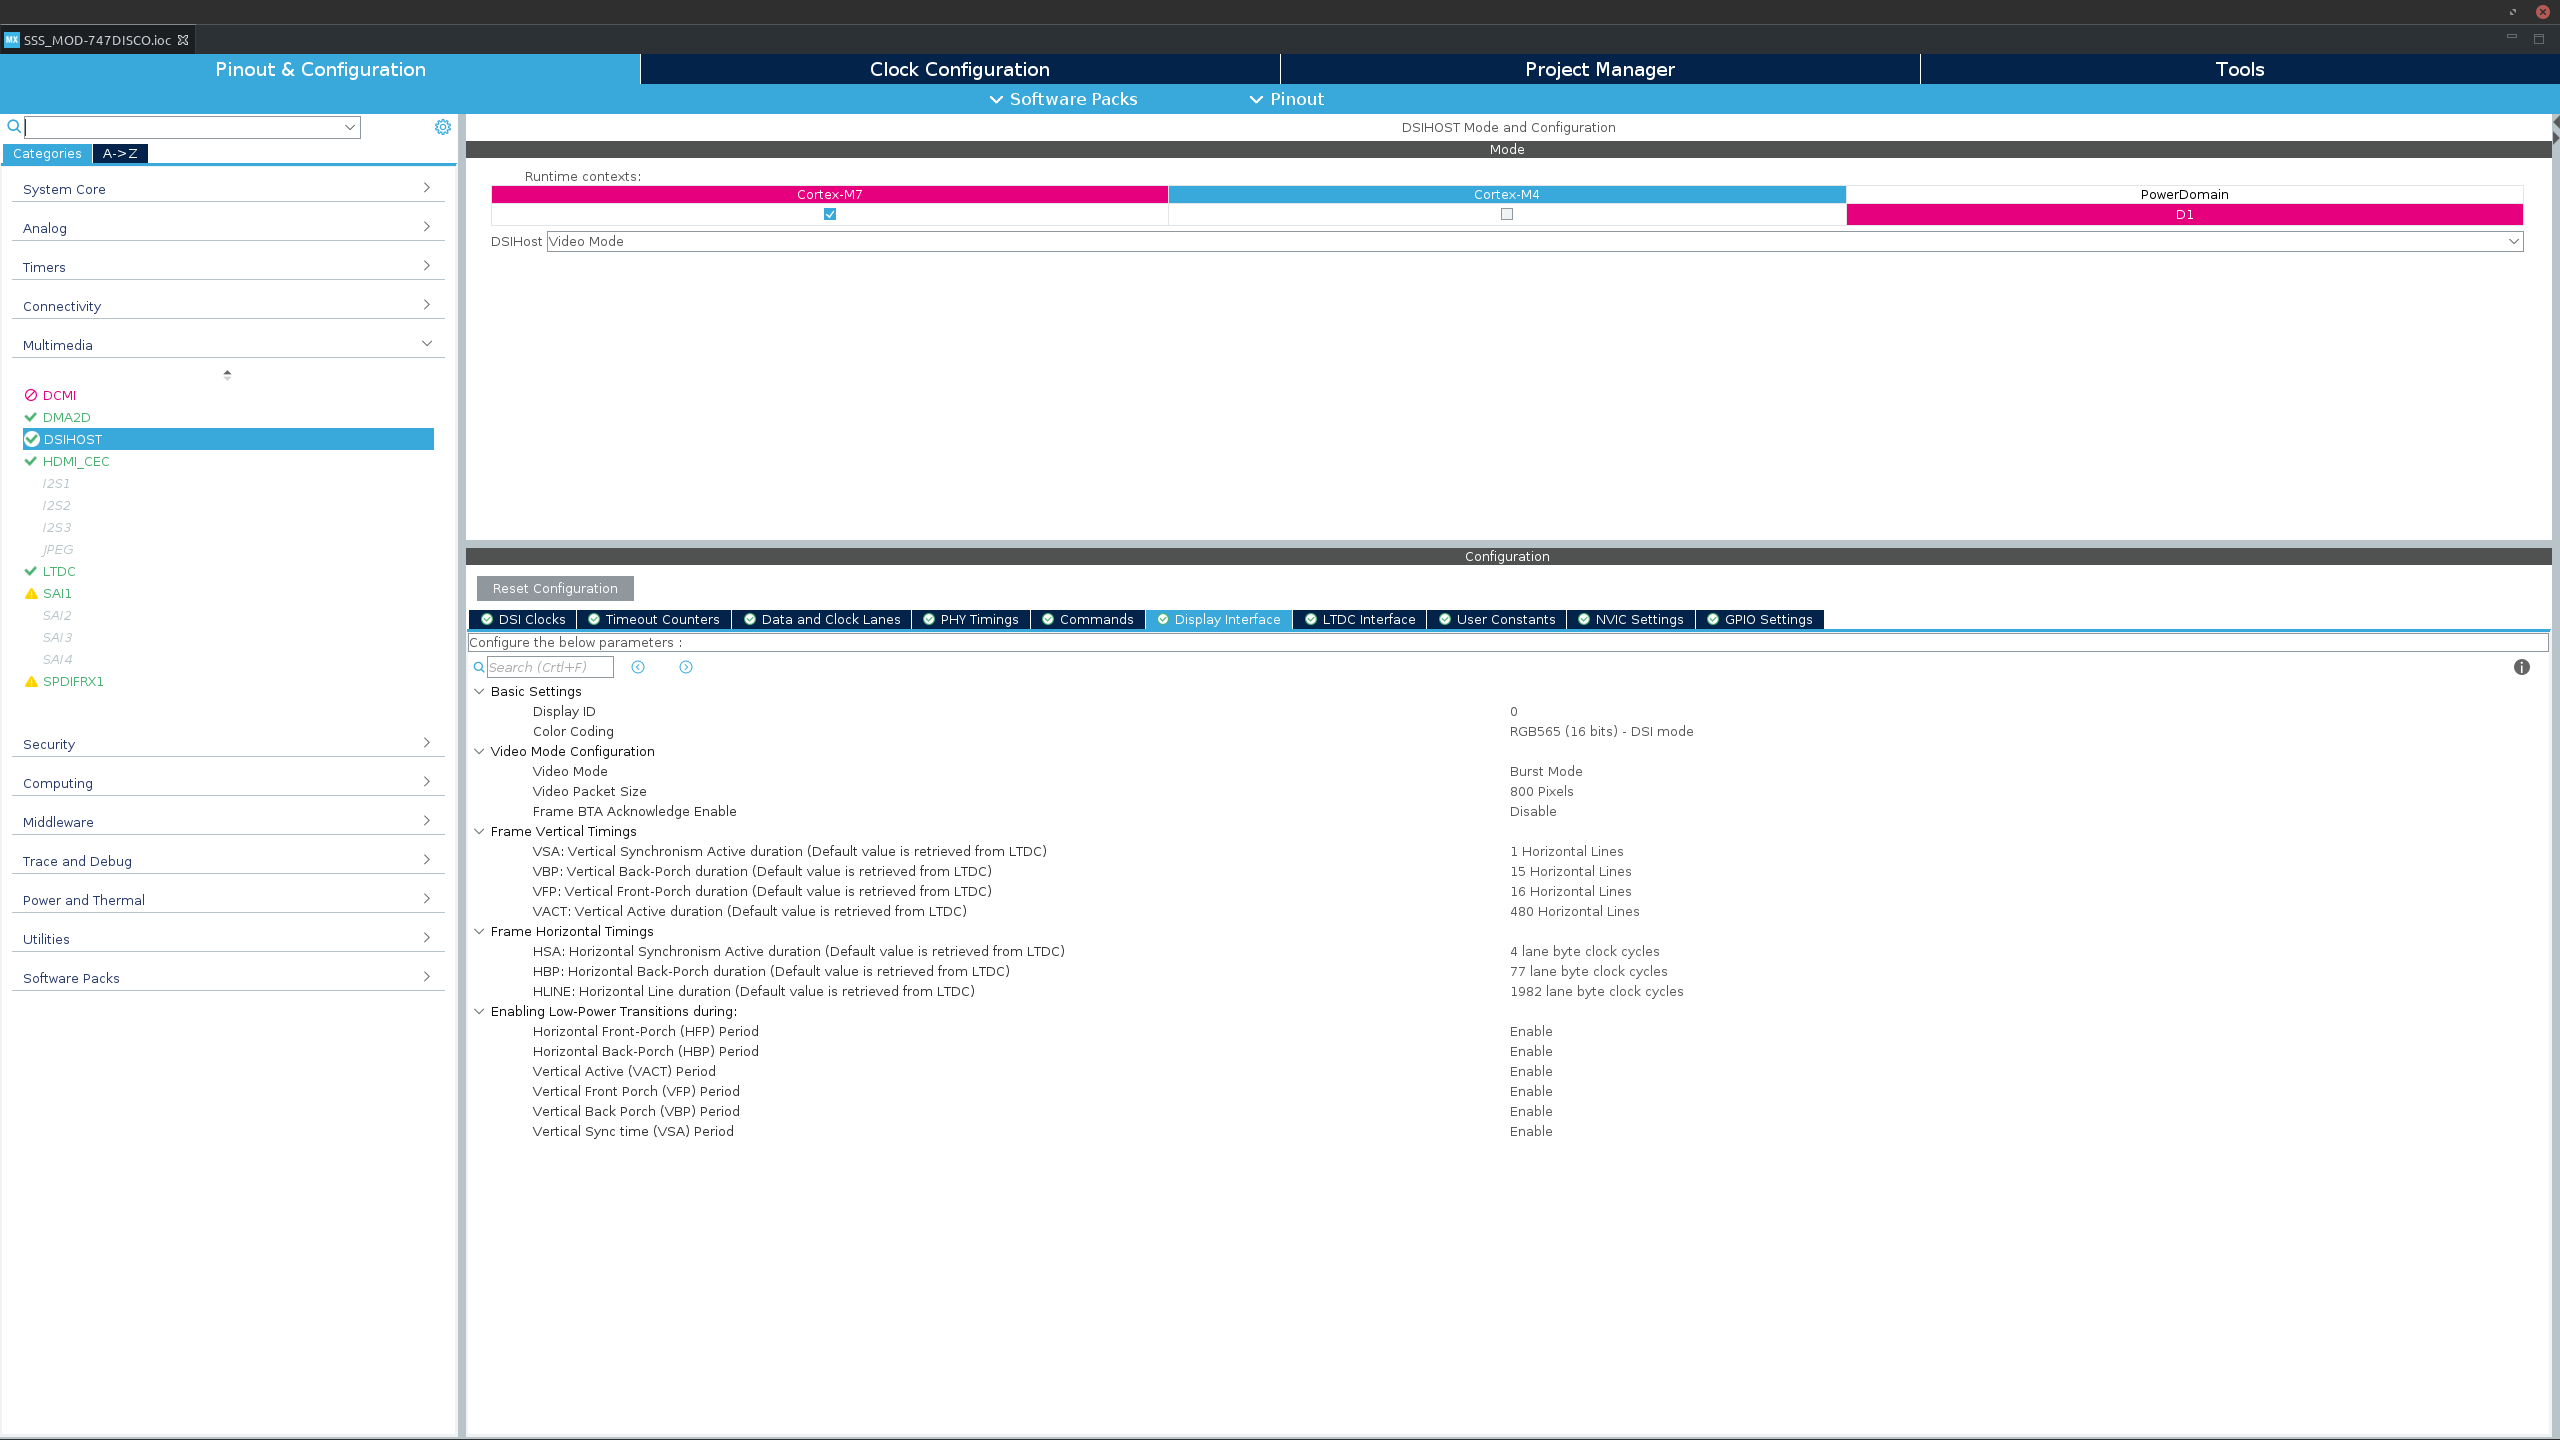 MX SSS_MOD-747DISCO.ioc
Pinout & Configuration
Clock Configuration
Project Manager
Tools
Software Packs
Pinout
Categories
A->Z
System Core
Analog
Timers
Connectivity
Multimedia
DCMI
DMA2D
DSIHOST
HDMI_CEC
I2S1
I2S2
I2S3
JPEG
LTDC
SAI1
SAI2
SAI3
SAI4
SPDIFRX1
Security
Computing
Middleware
Trace and Debug
Power and Thermal
Utilities
Software Packs
DSIHOST Mode and Configuration
Mode
Runtime contexts:
Cortex-M7
Cortex-M4
PowerDomain
D1
DSIHost Video Mode
Configuration
Reset Configuration
DSI Clocks
Timeout Counters
Data and Clock Lanes
PHY Timings
Commands
Display Interface
LTDC Interface
User Constants
NVIC Settings
GPIO Settings
Configure the below parameters :
Search (Crtl+F)
Basic Settings
Display ID 0
Color Coding RGB565 (16 bits) - DSI mode
Video Mode Configuration
Video Mode Burst Mode
Video Packet Size 800 Pixels
Frame BTA Acknowledge Enable Disable
Frame Vertical Timings
VSA: Vertical Synchronism Active duration (Default value is retrieved from LTDC) 1 Horizontal Lines
VBP: Vertical Back-Porch duration (Default value is retrieved from LTDC) 15 Horizontal Lines
VFP: Vertical Front-Porch duration (Default value is retrieved from LTDC) 16 Horizontal Lines
VACT: Vertical Active duration (Default value is retrieved from LTDC) 480 Horizontal Lines
Frame Horizontal Timings
HSA: Horizontal Synchronism Active duration (Default value is retrieved from LTDC) 4 lane byte clock cycles
HBP: Horizontal Back-Porch duration (Default value is retrieved from LTDC) 77 lane byte clock cycles
HLINE: Horizontal Line duration (Default value is retrieved from LTDC) 1982 lane byte clock cycles
Enabling Low-Power Transitions during:
Horizontal Front-Porch (HFP) Period Enable
Horizontal Back-Porch (HBP) Period Enable
Vertical Active (VACT) Period Enable
Vertical Front Porch (VFP) Period Enable
Vertical Back Porch (VBP) Period Enable
Vertical Sync time (VSA) Period Enable